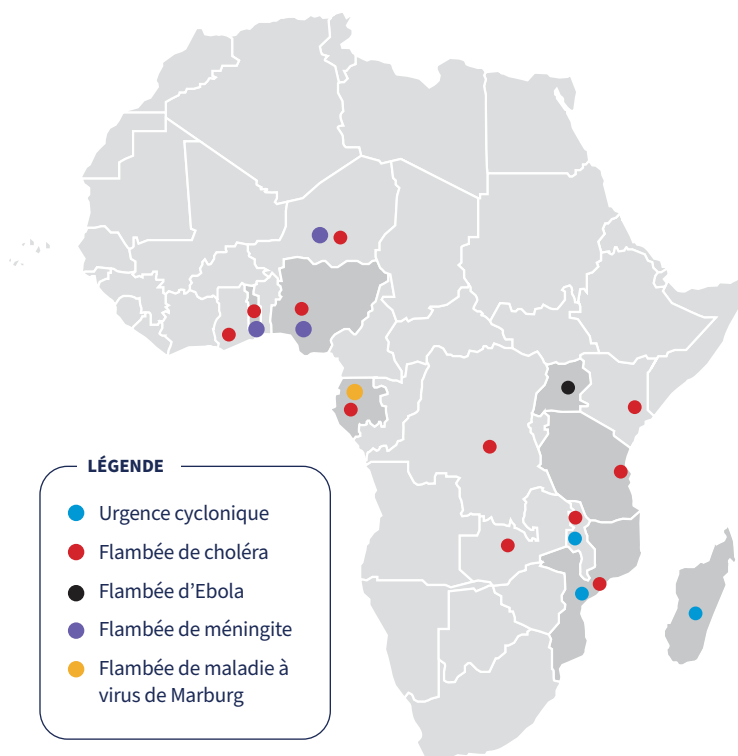 LÉGENDE
Urgence cyclonique
Flambée de choléra
Flambée d’Ebola
Flambée de méningite
Flambée de maladie à
virus de Marburg